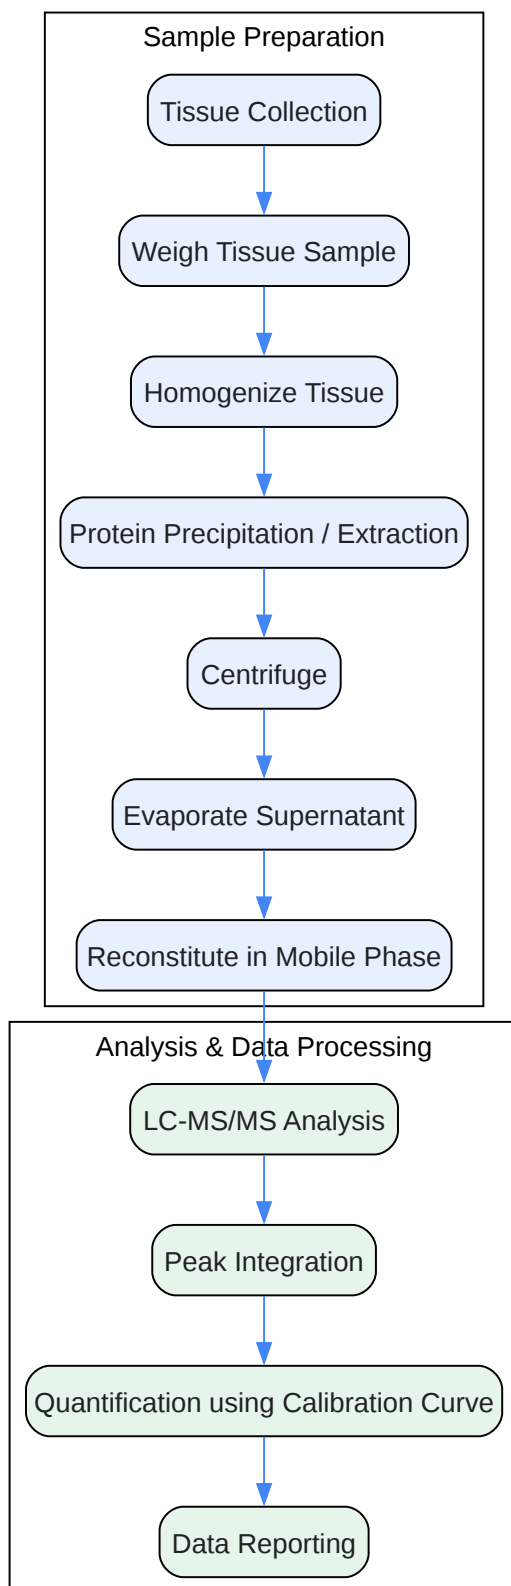 Sample Preparation
Tissue Collection
Weigh Tissue Sample
Homogenize Tissue
Protein Precipitation / Extraction
Centrifuge
Evaporate Supernatant
Reconstitute in Mobile Phase
Analysis & Data Processing
LC-MS/MS Analysis
Peak Integration
Quantification using Calibration Curve
Data Reporting